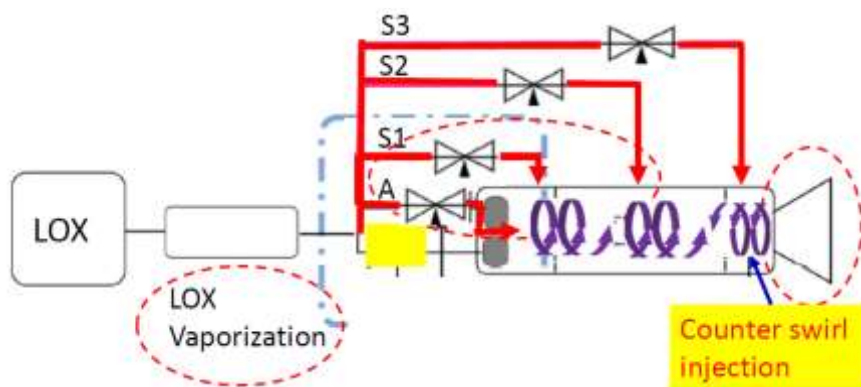 S3
S2
S1
A
LOX
LOX
Vaporization
Counter swirl
injection